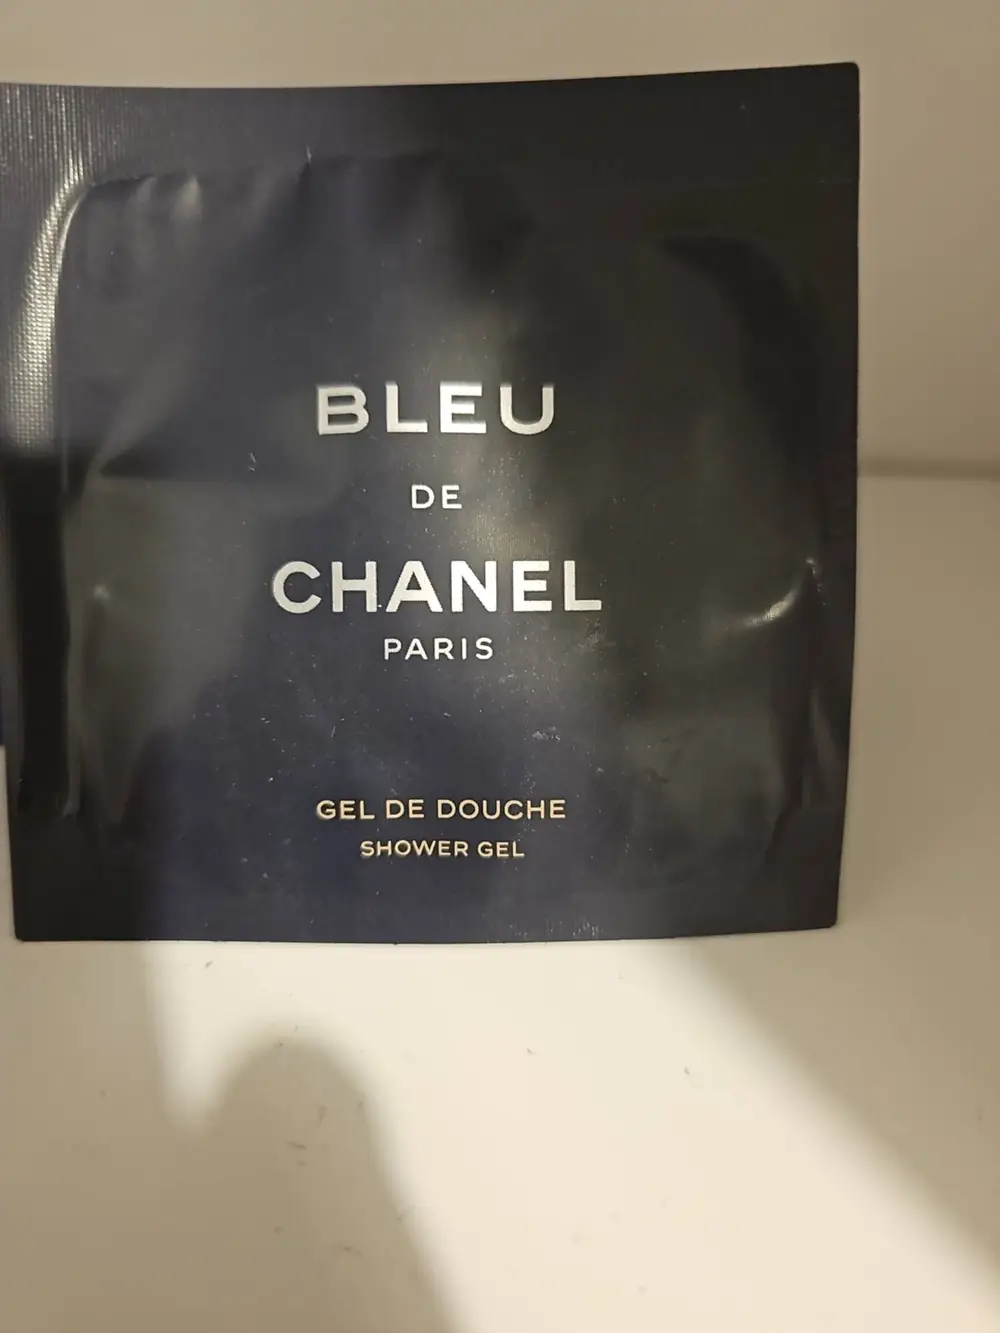 BLEU
DE
CHANEL
PARIS
GEL DE DOUCHE
SHOWER GEL